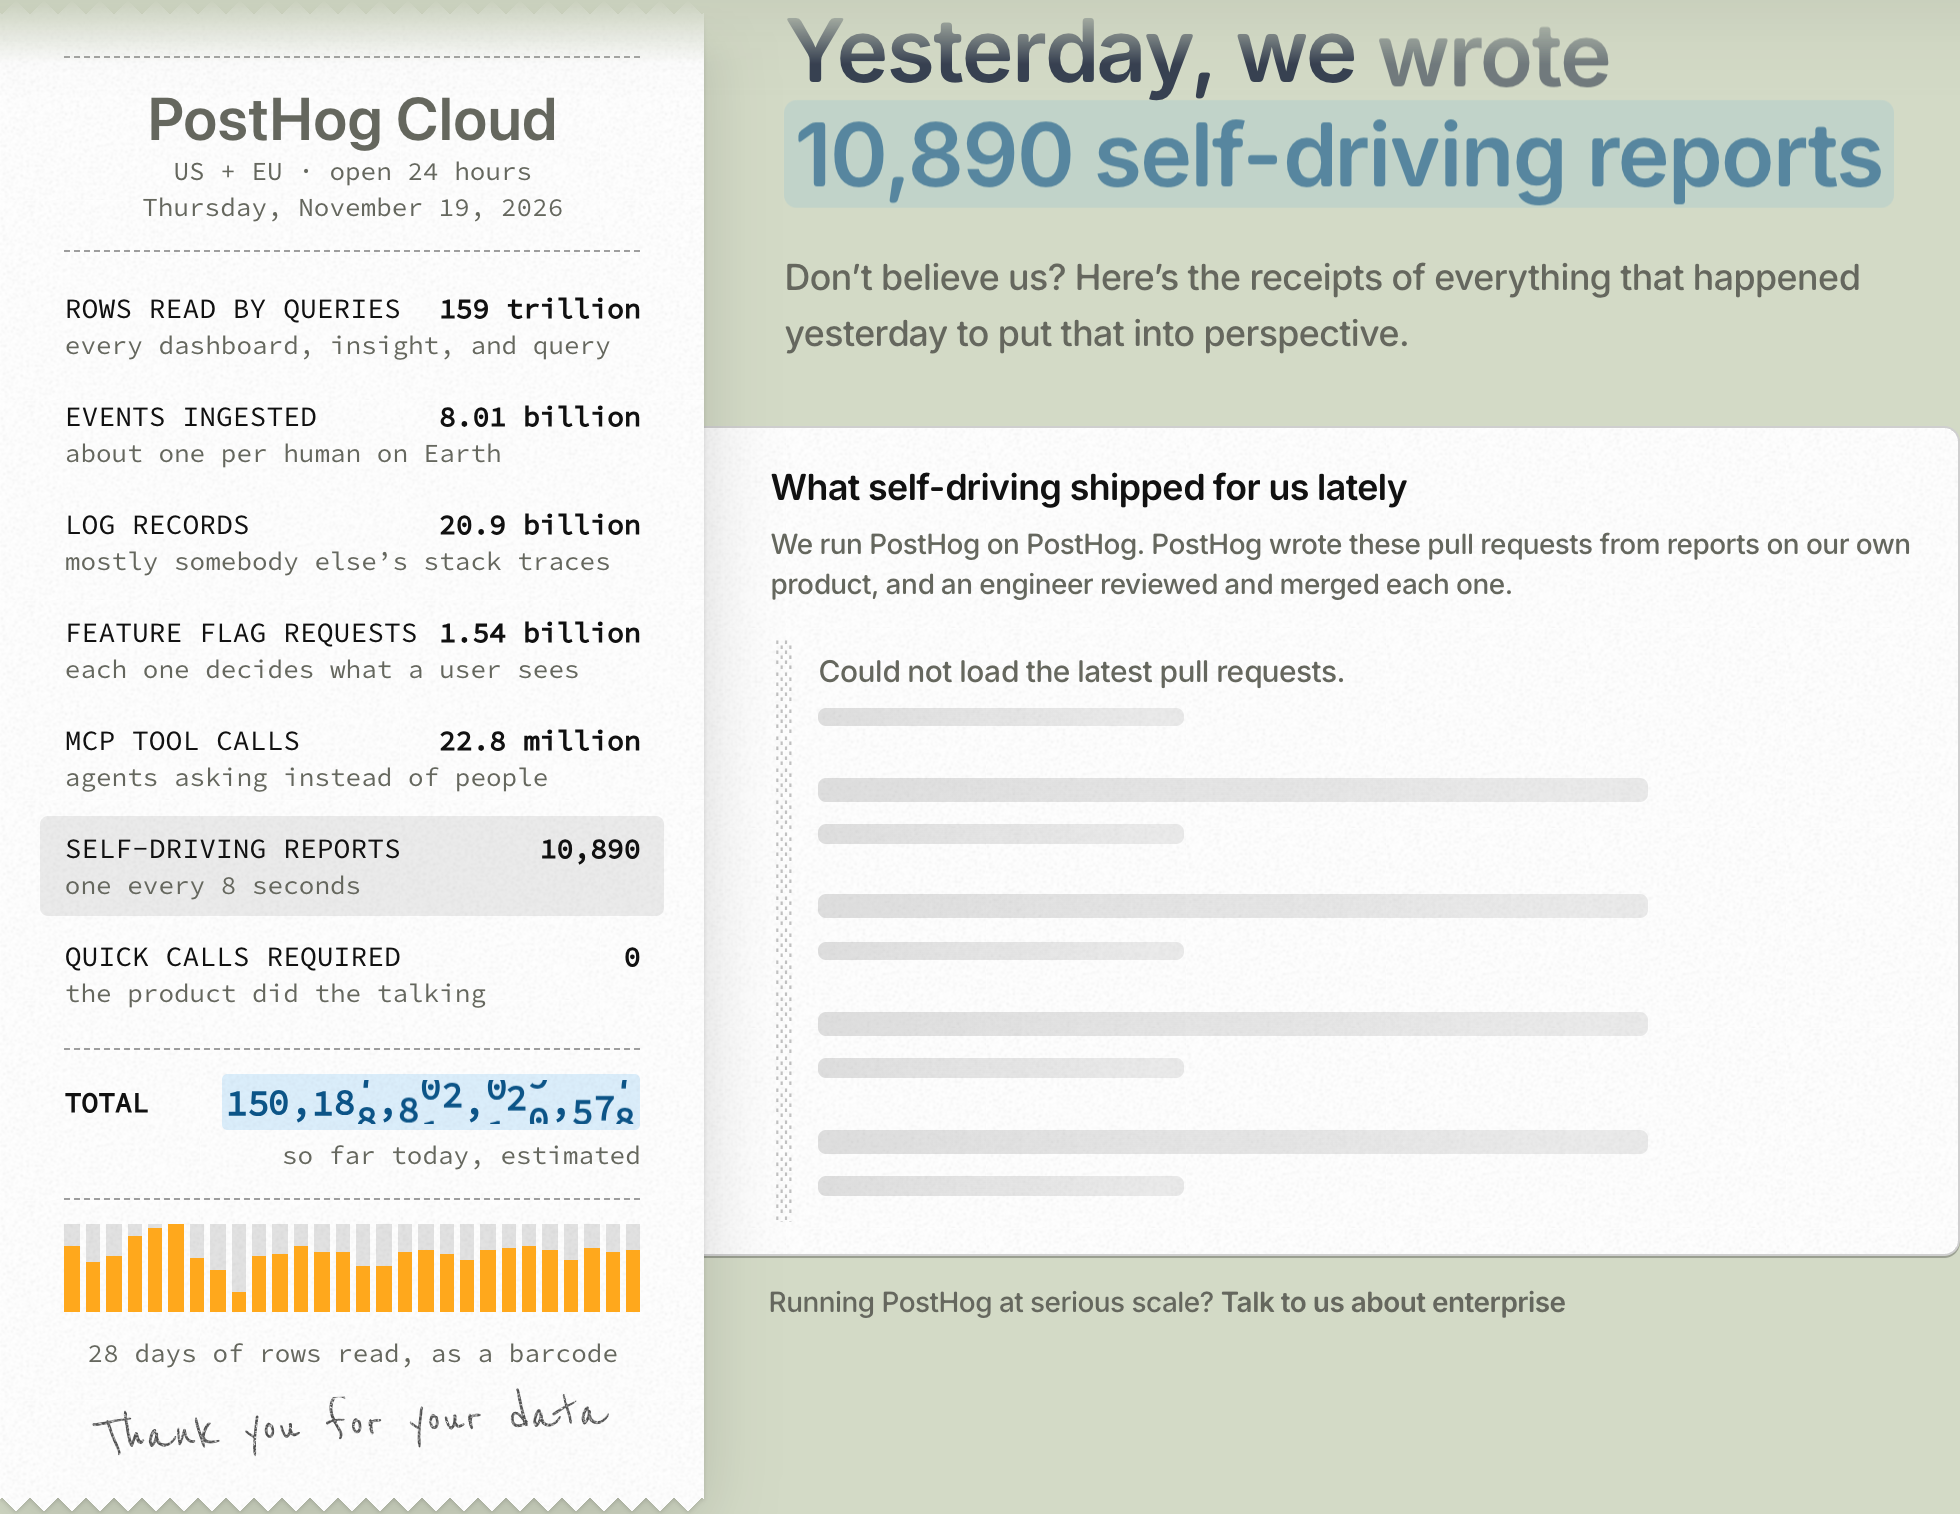 PostHog Cloud
US + EU · open 24 hours
Thursday, November 19, 2026
ROWS READ BY QUERIES 159 trillion
every dashboard, insight, and query
EVENTS INGESTED 8.01 billion
about one per human on Earth
LOG RECORDS 20.9 billion
mostly somebody else’s stack traces
FEATURE FLAG REQUESTS 1.54 billion
each one decides what a user sees
MCP TOOL CALLS 22.8 million
agents asking instead of people
SELF-DRIVING REPORTS 10,890
one every 8 seconds
QUICK CALLS REQUIRED 0
the product did the talking
TOTAL
so far today, estimated
28 days of rows read, as a barcode
Thank you for your data
Yesterday, we wrote
10,890 self-driving reports
Don’t believe us? Here’s the receipts of everything that happened
yesterday to put that into perspective.
What self-driving shipped for us lately
We run PostHog on PostHog. PostHog wrote these pull requests from reports on our own
product, and an engineer reviewed and merged each one.
Could not load the latest pull requests.
Running PostHog at serious scale? Talk to us about enterprise